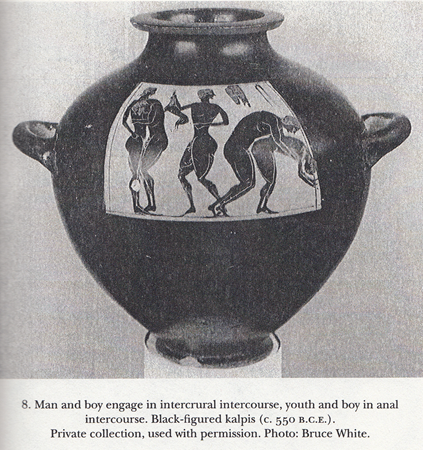 8. Man and boy engage in intercrural intercourse, youth and boy in anal
intercourse. Black-figured kalpis (c. 550 B.C.E.).
Private collection, used with permission. Photo: Bruce White.